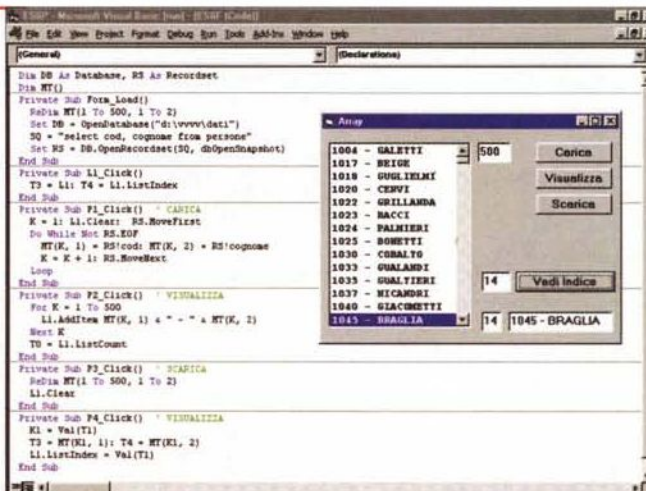 ESGF - Microsoft Visual Basic [run] - [ESGF (Code)]
File Edit View Project Format Debug Run Tools Add-Ins Window Help
(General)
(Declarations)
Dim DB As Database, RS As Recordset
Dim MT()
Private Sub Form_Load()
ReDim MT(1 To 500, 1 To 2)
Set DB = OpenDatabase("d:\vvvv\dati")
SQ = "select cod, cognome from persone"
Set RS = DB.OpenRecordset(SQ, dbOpenSnapshot)
End Sub
Private Sub L1_Click()
T3 = L1: T4 = L1.ListIndex
End Sub
Private Sub P1_Click() ' CARICA
K = 1: L1.Clear: RS.MoveFirst
Do While Not RS.EOF
MT(K, 1) = RS!cod: MT(K, 2) = RS!cognome
K = K + 1: RS.MoveNext
Loop
End Sub
Private Sub P2_Click() ' VISUALIZZA
For K = 1 To 500
L1.AddItem MT(K, 1) & " - " & MT(K, 2)
Next K
T0 = L1.ListCount
End Sub
Private Sub P3_Click() ' SCARICA
ReDim MT(1 To 500, 1 To 2)
L1.Clear
End Sub
Private Sub P4_Click() ' VISUALIZZA
K1 = Val(T1)
T3 = MT(K1, 1): T4 = MT(K1, 2)
L1.ListIndex = Val(T1)
End Sub
Array
1004 - GALETTI
1017 - BEIGE
1018 - GUGLIELMI
1020 - CERVI
1022 - GRILLANDA
1023 - BACCI
1024 - PALMIERI
1025 - BONETTI
1030 - COBALTO
1033 - GUALANDI
1035 - GUALTIERI
1037 - NICANDRI
1040 - GIACOMETTI
1045 - BRAGLIA
500
Carica
Visualizza
Scarica
14
Vedi Indice
14
1045 - BRAGLIA